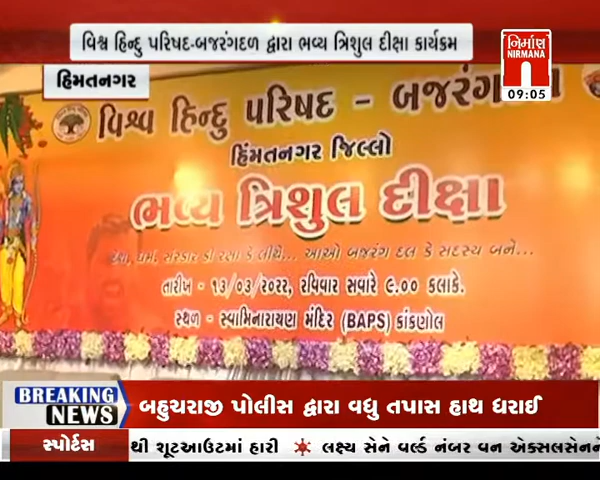 વિશ્વ હિન્દુ પરિષદ-બજરંગદળ દ્વારા ભવ્ય ત્રિશુલ દીક્ષા કાર્યક્રમ
નિર્માણ
NIRMANA
09:05
હિમતનગર
વિશ્વ હિન્દુ પરિષદ - બજરંગ
હિંમતનગર જિલ્લો
ભવ્ય ત્રિશુલ દીક્ષા
દેશ, ધર્મ, સંસ્કાર કી રક્ષા કે લીયે... આઓ બજરંગ દલ કે સદસ્ય બને...
તારીખ - ૧૩/૦૩/૨૦૨૨, રવિવાર સવારે ૯.૦૦ કલાકે.
સ્થળ - સ્વામિનારાયણ મંદિર (BAPS) કાંકણોલ
BREAKING
NEWS
બહુચરાજી પોલીસ દ્વારા વધુ તપાસ હાથ ધરાઈ
સ્પોર્ટસ
થી શૂટઆઉટમાં હારી લક્ષ્ય સેને વર્લ્ડ નંબર વન એક્સલસેનને